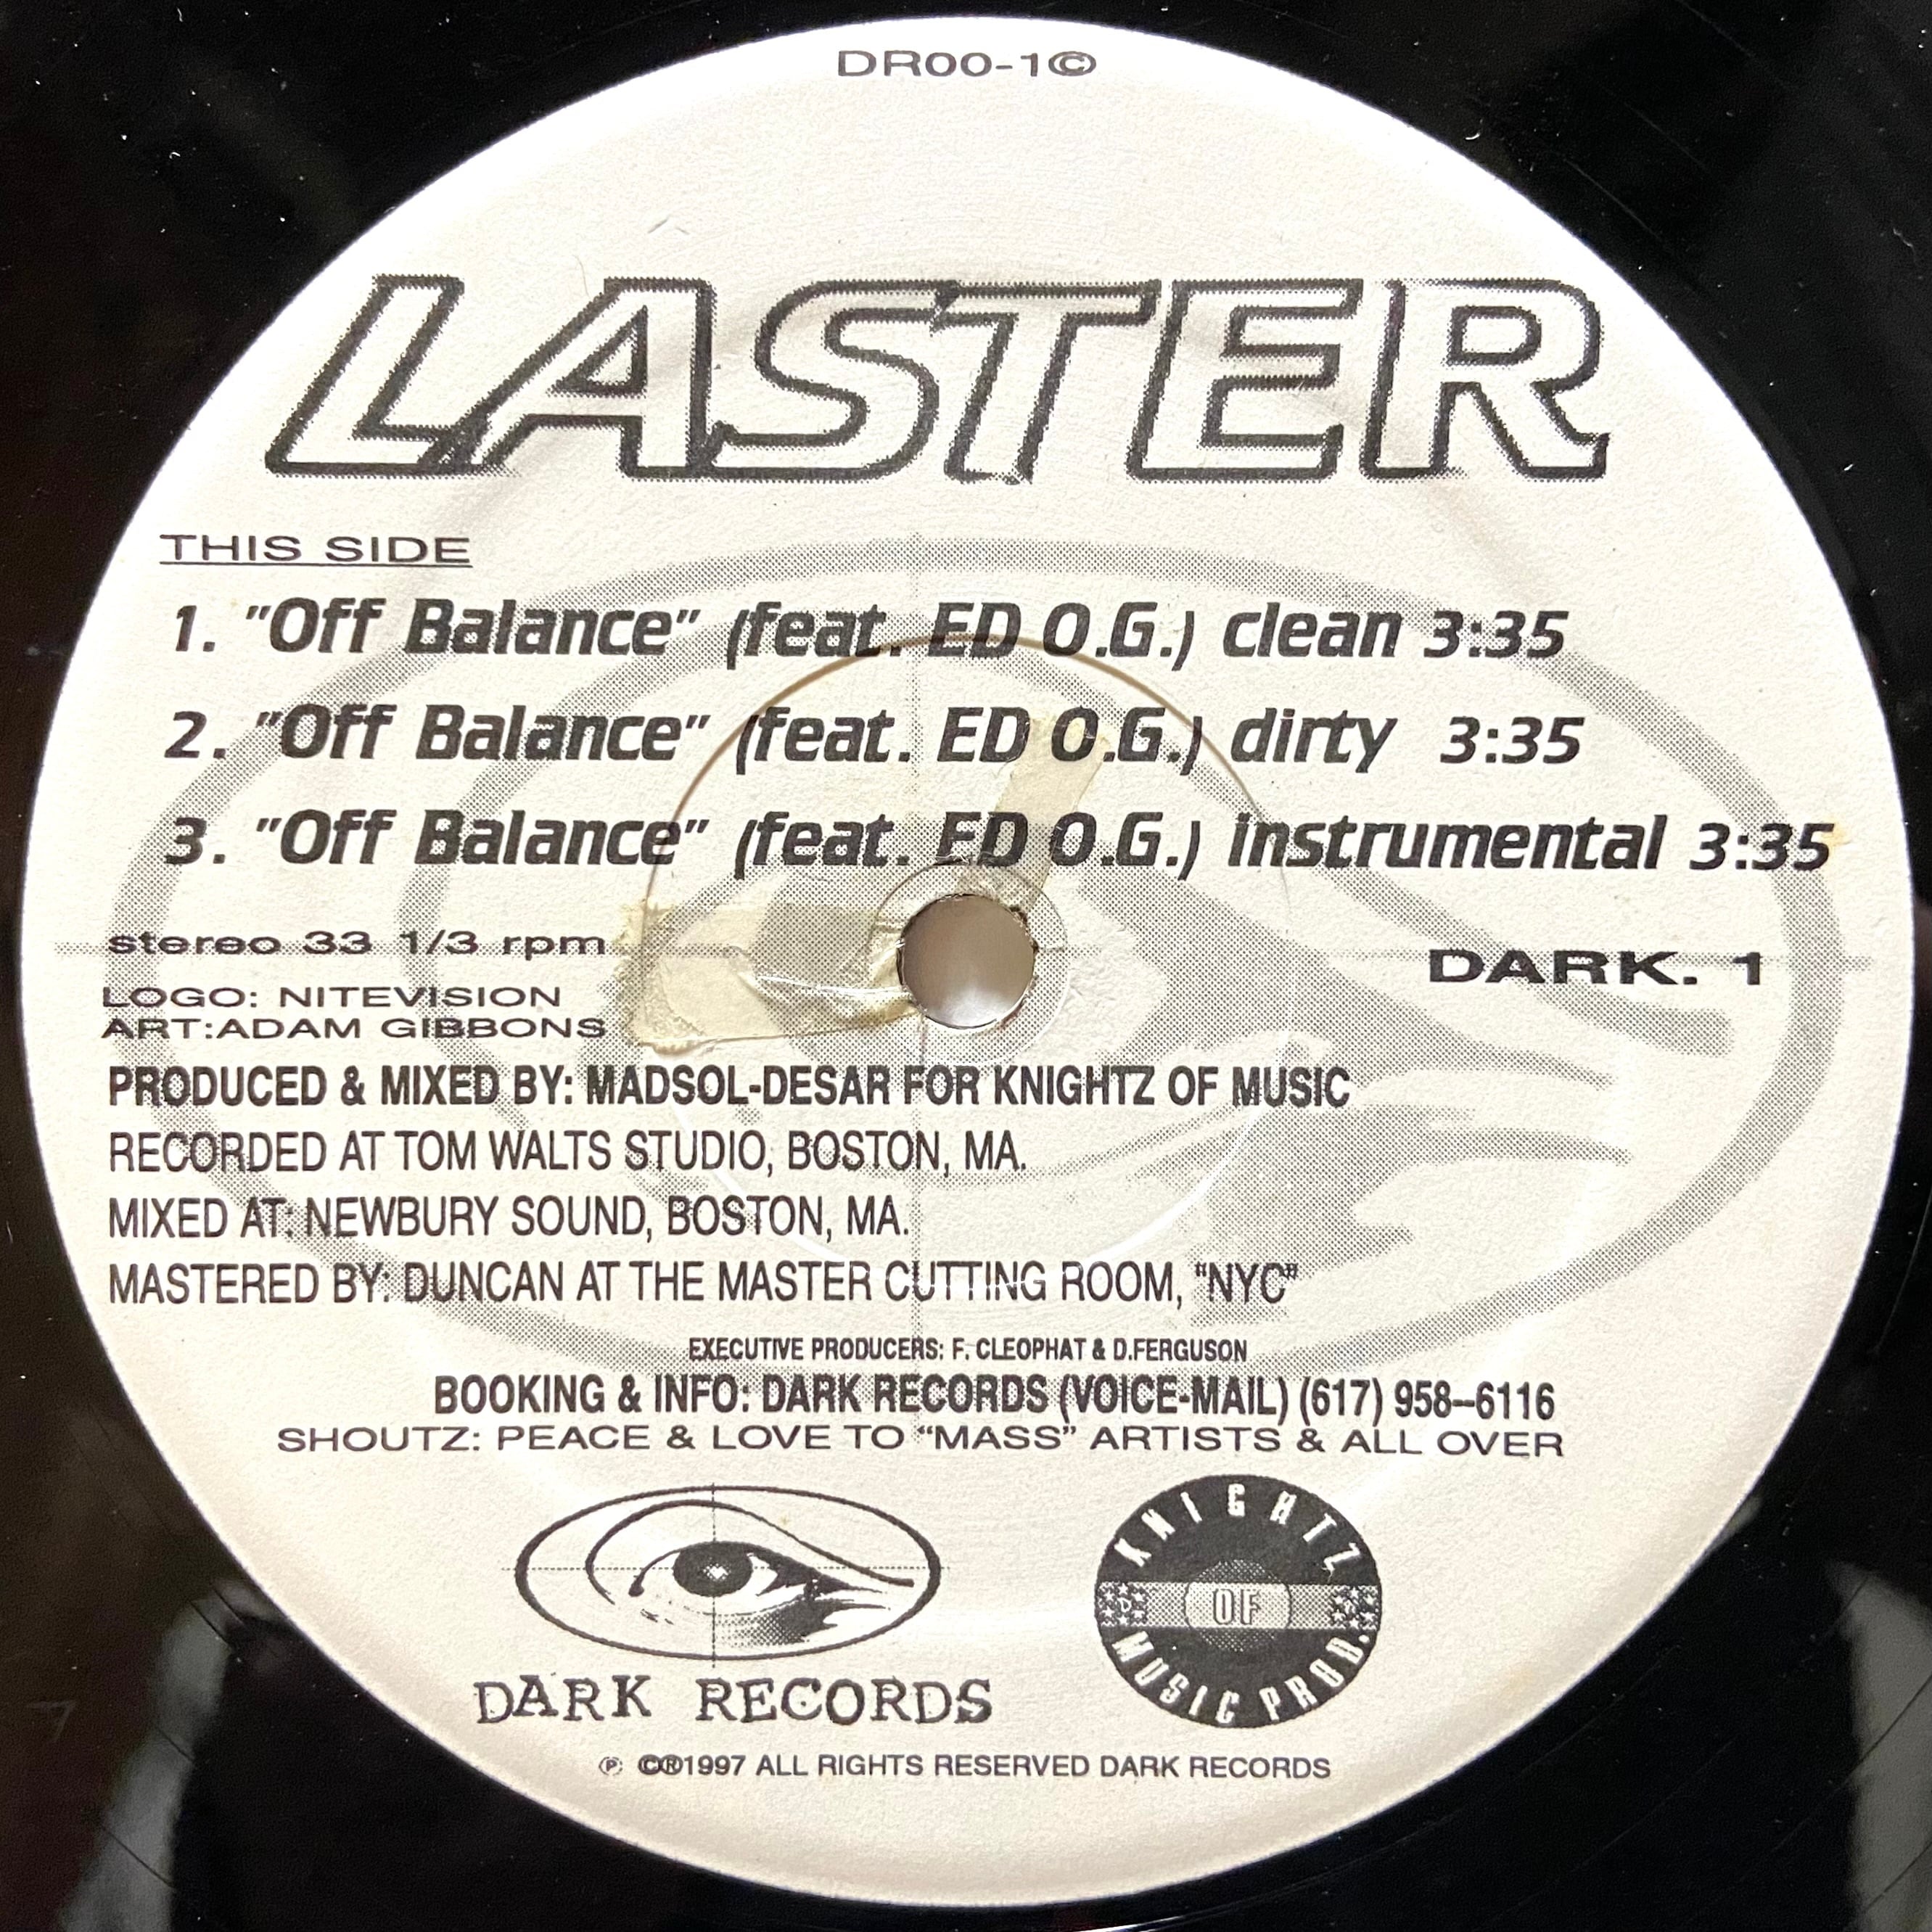 DR00-1©
LASTER
THIS SIDE
1. "Off Balance" (feat. ED O.G.) clean 3:35
2. "Off Balance" (feat. ED O.G.) dirty 3:35
3. "Off Balance" (feat. ED O.G.) instrumental 3:35
stereo 33 1/3 rpm
DARK. 1
LOGO: NITEVISION
ART:ADAM GIBBONS
PRODUCED & MIXED BY: MADSOL-DESAR FOR KNIGHTZ OF MUSIC
RECORDED AT TOM WALTS STUDIO, BOSTON, MA.
MIXED AT: NEWBURY SOUND, BOSTON, MA.
MASTERED BY: DUNCAN AT THE MASTER CUTTING ROOM, "NYC"
EXECUTIVE PRODUCERS: F. CLEOPHAT & D.FERGUSON
BOOKING & INFO: DARK RECORDS (VOICE-MAIL) (617) 958--6116
SHOUTZ: PEACE & LOVE TO "MASS" ARTISTS & ALL OVER
DARK RECORDS
KNIGHTZ
OF
MUSIC PROD.
℗ ©®1997 ALL RIGHTS RESERVED DARK RECORDS